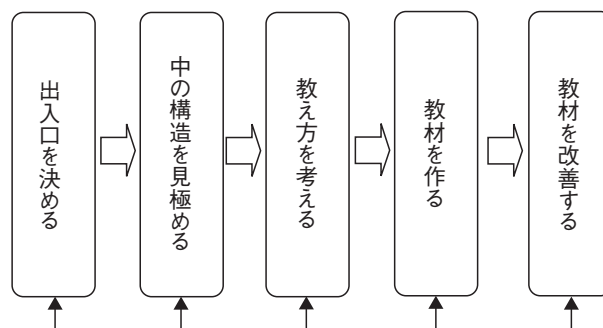 出入口を決める
中の構造を見極める
教え方を考える
教材を作る
教材を改善する